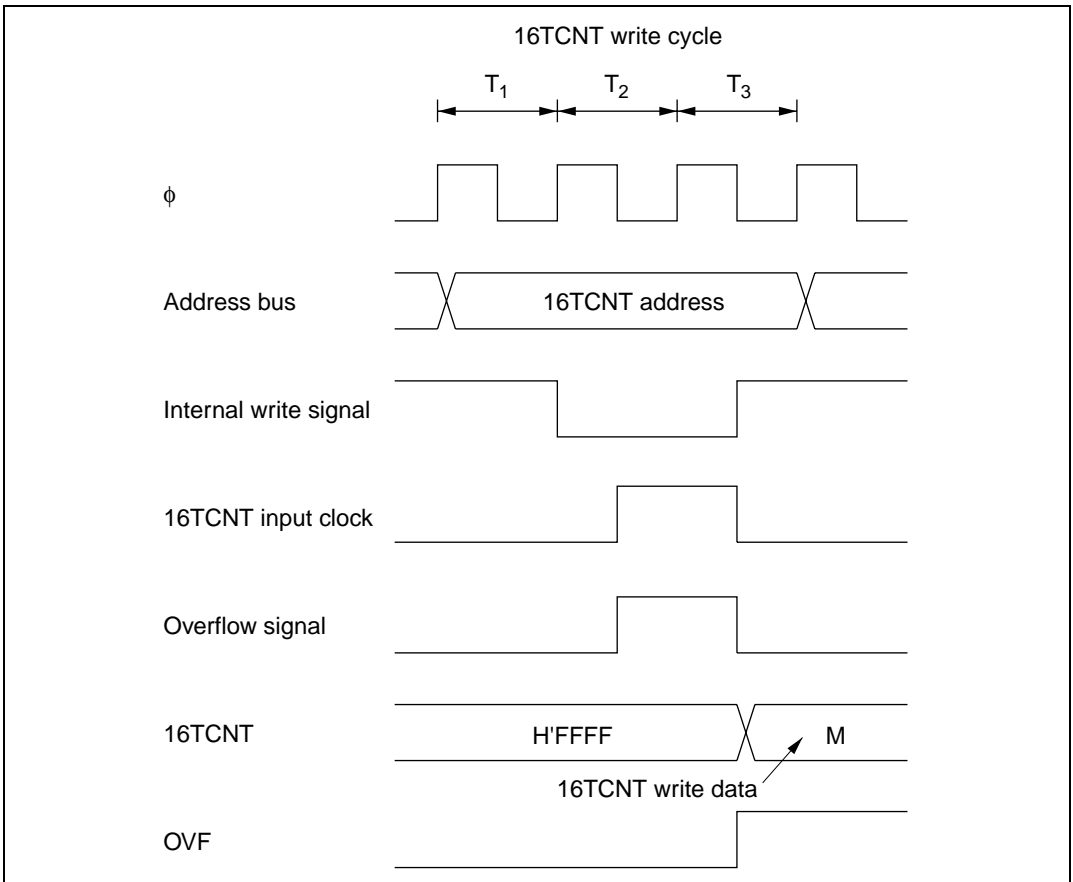 16TCNT write cycle
T1 T2 T3
φ
Address bus 16TCNT address
Internal write signal
16TCNT input clock
Overflow signal
16TCNT H'FFFF M
16TCNT write data
OVF